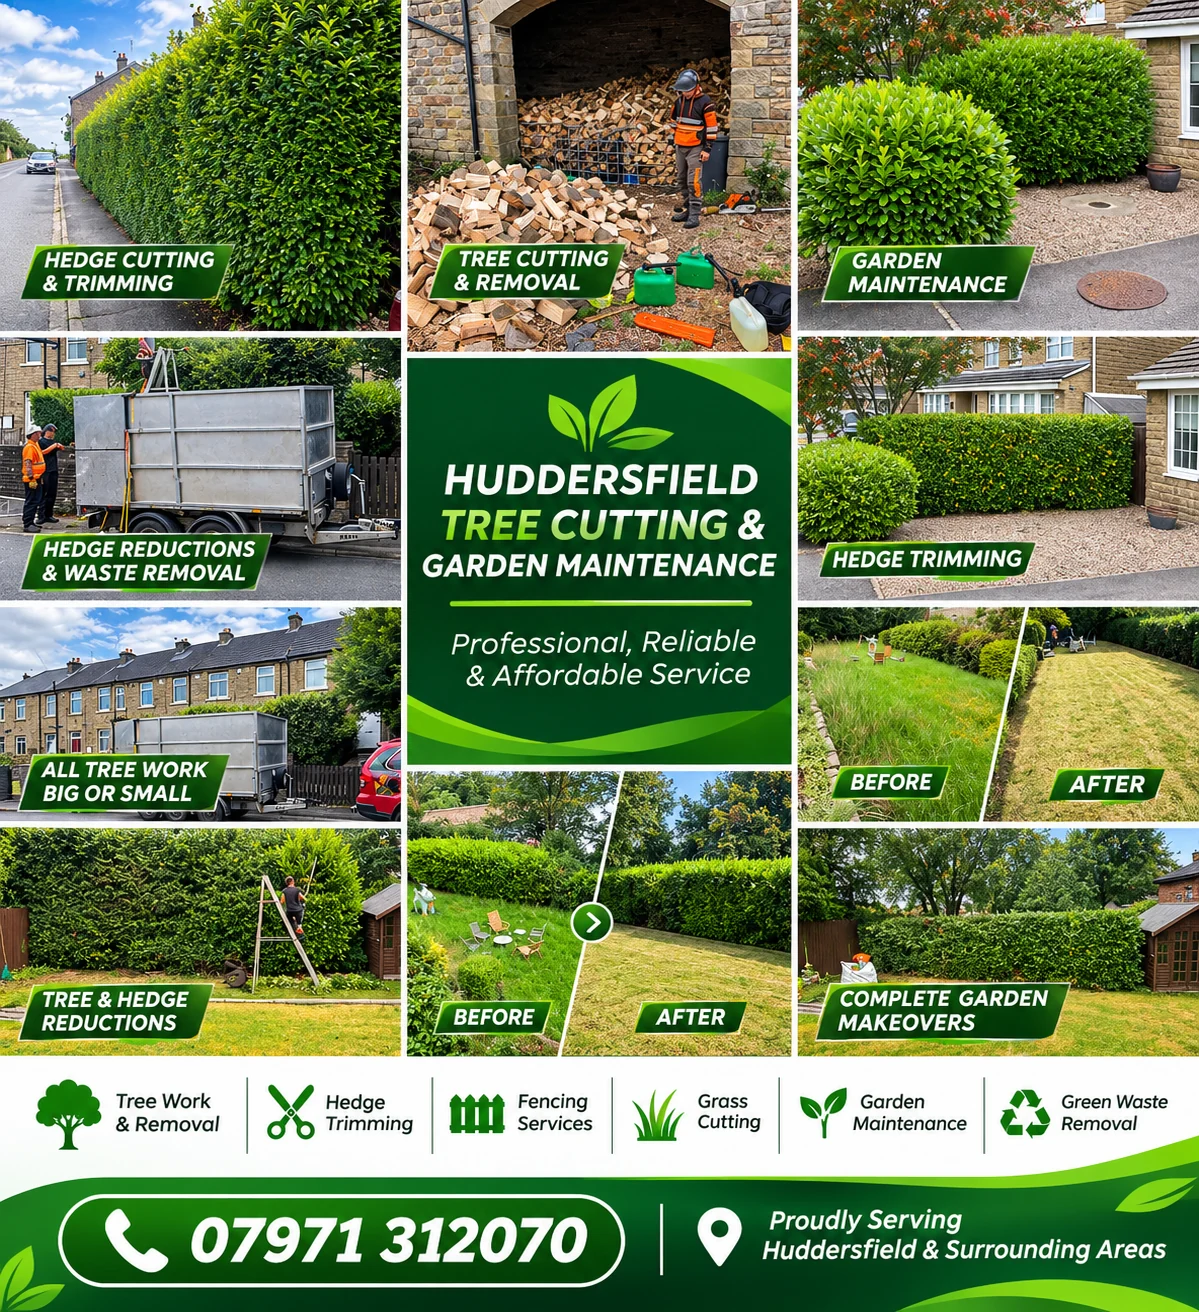 HEDGE CUTTING
& TRIMMING
TREE CUTTING
& REMOVAL
GARDEN
MAINTENANCE
HEDGE REDUCTIONS
& WASTE REMOVAL
HUDDERSFIELD
TREE CUTTING &
GARDEN MAINTENANCE
Professional, Reliable
& Affordable Service
HEDGE TRIMMING
ALL TREE WORK
BIG OR SMALL
BEFORE
AFTER
TREE & HEDGE
REDUCTIONS
BEFORE
AFTER
COMPLETE GARDEN
MAKEOVERS
Tree Work
& Removal
Hedge
Trimming
Fencing
Services
Grass
Cutting
Garden
Maintenance
Green Waste
Removal
07971 312070
Proudly Serving
Huddersfield & Surrounding Areas